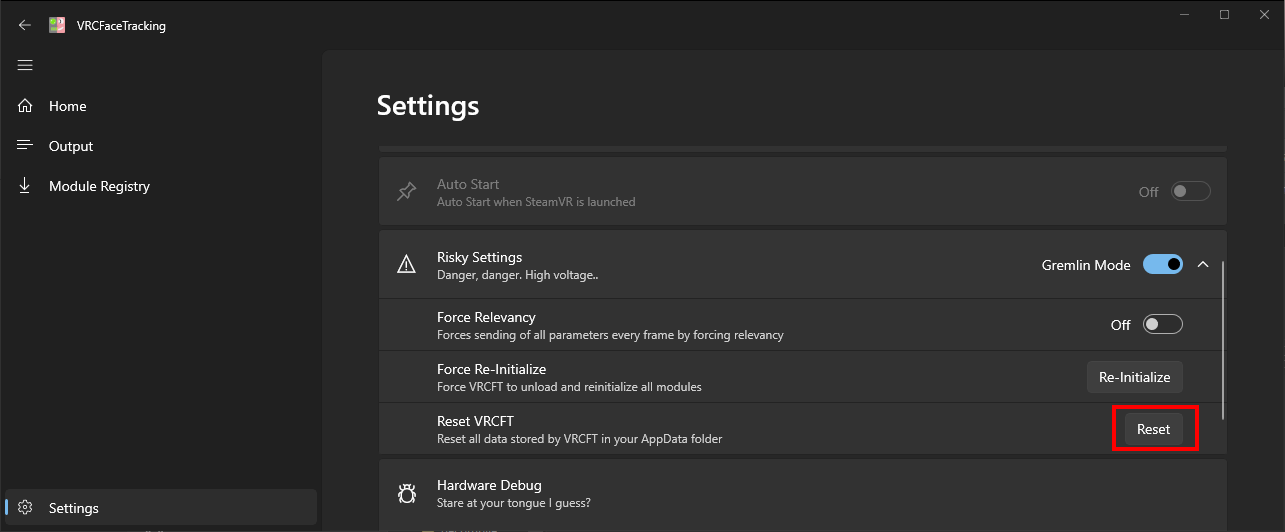 VRCFaceTracking
Home
Output
Module Registry
Settings
Settings
Auto Start
Auto Start when SteamVR is launched
Off
Risky Settings
Danger, danger. High voltage..
Gremlin Mode
Force Relevancy
Forces sending of all parameters every frame by forcing relevancy
Off
Force Re-Initialize
Force VRCFT to unload and reinitialize all modules
Re-Initialize
Reset VRCFT
Reset all data stored by VRCFT in your AppData folder
Reset
Hardware Debug
Stare at your tongue I guess?